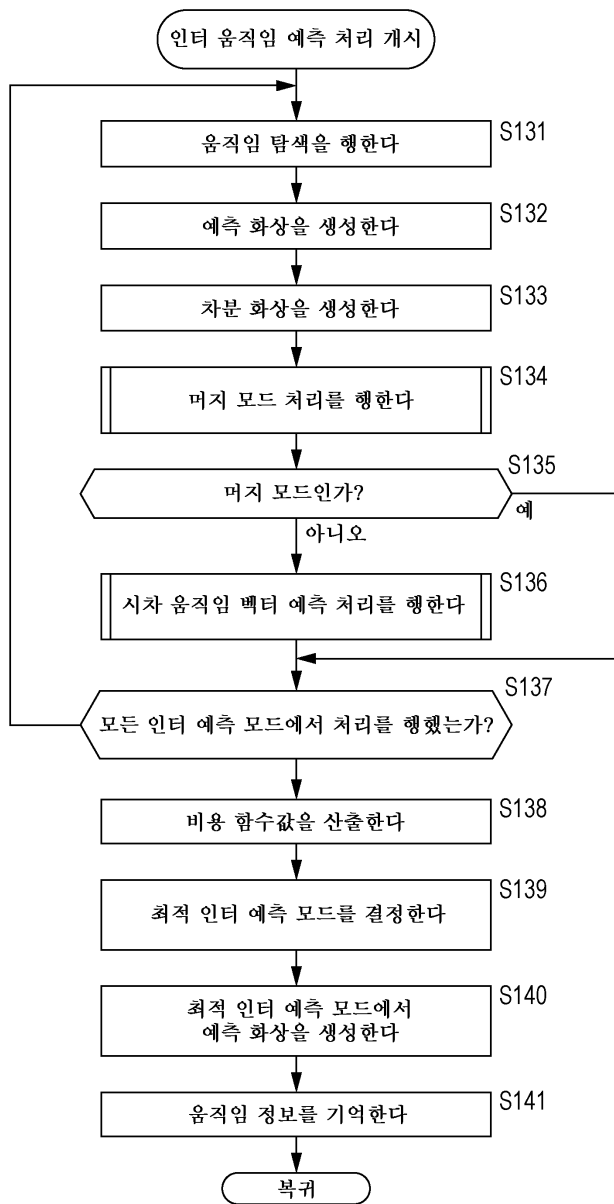 인터 움직임 예측 처리 개시
S131
움직임 탐색을 행한다
S132
예측 화상을 생성한다
S133
차분 화상을 생성한다
S134
머지 모드 처리를 행한다
S135
머지 모드인가?
예
아니오
S136
시차 움직임 벡터 예측 처리를 행한다
S137
모든 인터 예측 모드에서 처리를 행했는가?
S138
비용 함수값을 산출한다
S139
최적 인터 예측 모드를 결정한다
S140
최적 인터 예측 모드에서
예측 화상을 생성한다
S141
움직임 정보를 기억한다
복귀